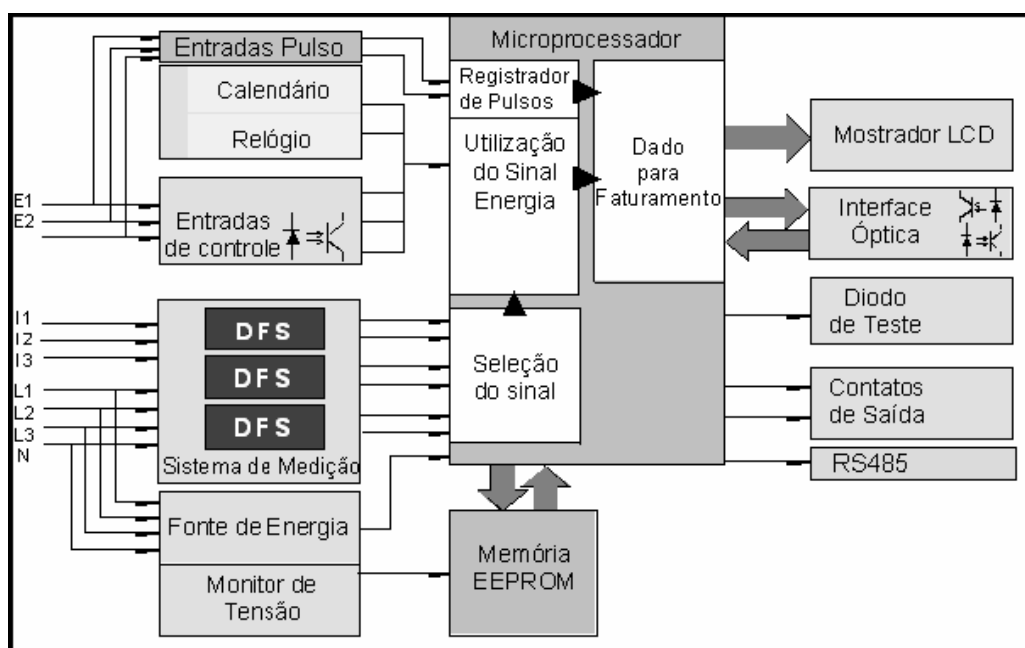 Entradas Pulso
Calendário
Relógio
E1
E2
Entradas
de controle
I1
I2
I3
L1
L2
L3
N
DFS
DFS
DFS
Sistema de Medição
Fonte de Energia
Monitor de
Tensão
Microprocessador
Registrador
de Pulsos
Utilização
do Sinal
Energia
Dado
para
Faturamento
Seleção
do sinal
Memória
EEPROM
Mostrador LCD
Interface
Óptica
Diodo
de Teste
Contatos
de Saída
RS485